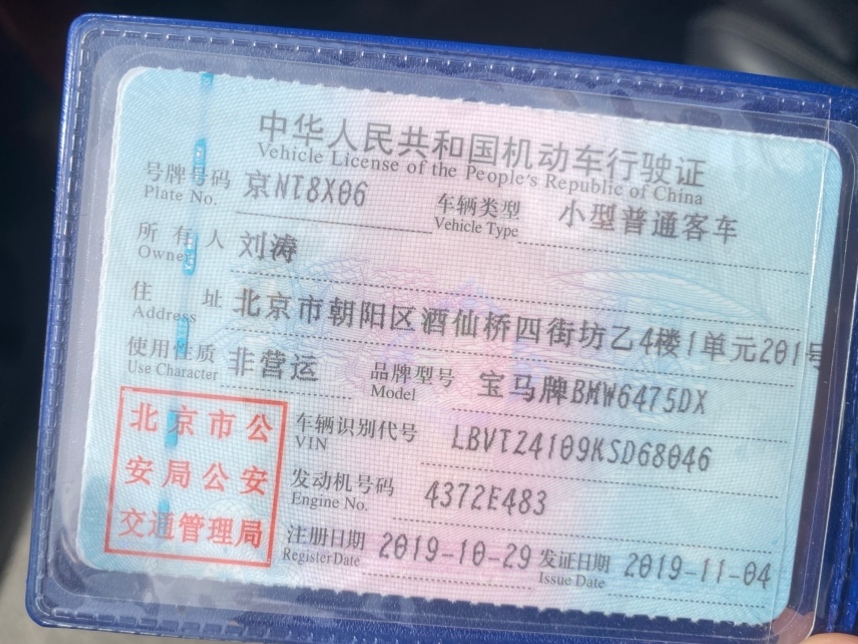 中华人民共和国机动车行驶证
Vehicle License of the People's Republic of China
号牌号码 京NT8X06 车辆类型 小型普通客车
Plate No. Vehicle Type
所有人 刘涛
Owner
住址 北京市朝阳区酒仙桥四街坊乙4楼1单元201号
Address
使用性质 非营运 品牌型号 宝马牌BMW6475DX
Use Character Model
北京市公
安局公安
交通管理局
车辆识别代号 LBVTZ4109KSD68046
VIN
发动机号码 4372E483
Engine No.
注册日期 2019-10-29 发证日期 2019-11-04
Register Date Issue Date